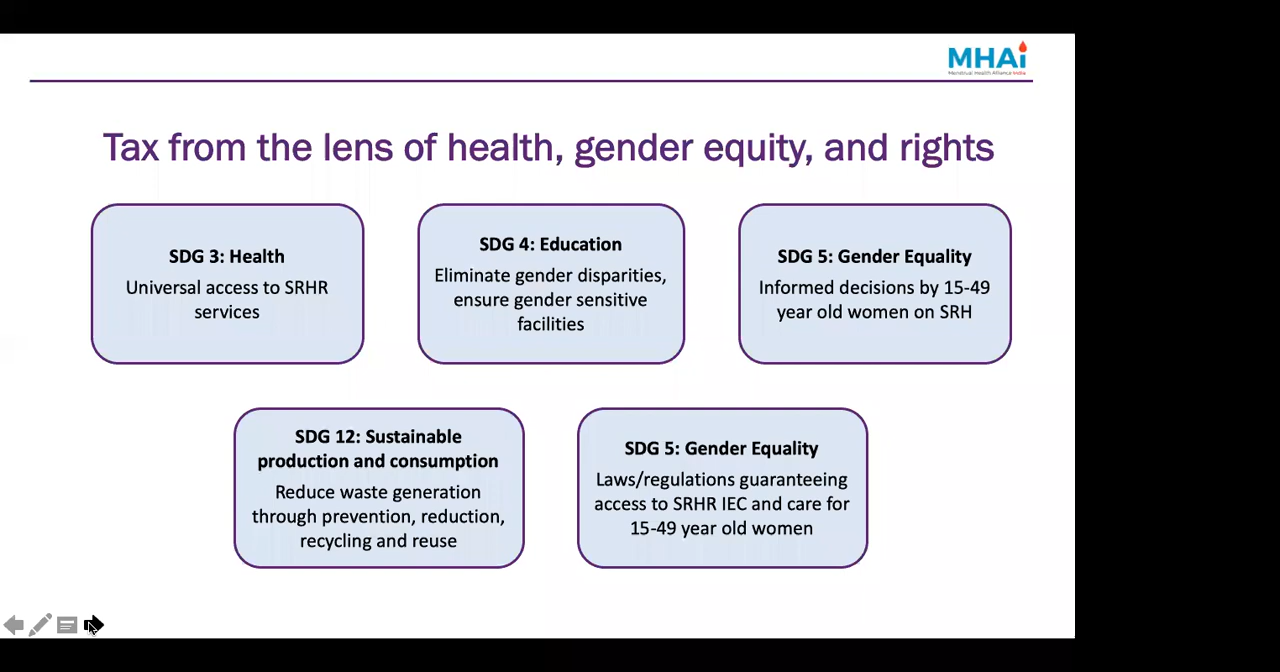 MHAi
Menstrual Health Alliance India
Tax from the lens of health, gender equity, and rights
SDG 3: Health
Universal access to SRHR
services
SDG 4: Education
Eliminate gender disparities,
ensure gender sensitive
facilities
SDG 5: Gender Equality
Informed decisions by 15-49
year old women on SRH
SDG 12: Sustainable
production and consumption
Reduce waste generation
through prevention, reduction,
recycling and reuse
SDG 5: Gender Equality
Laws/regulations guaranteeing
access to SRHR IEC and care for
15-49 year old women